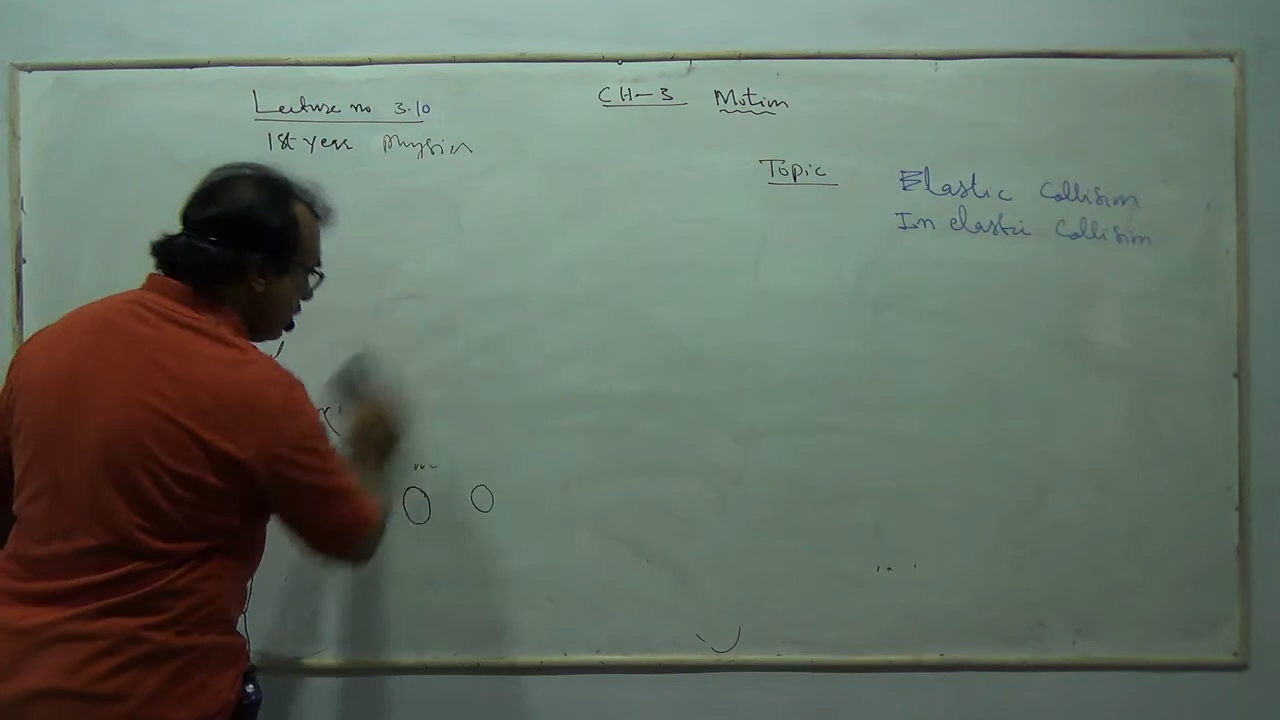 Lecture no 3.10
CH-3 Motion
1st year physics
Topic
Elastic Collision
In elastic Collision